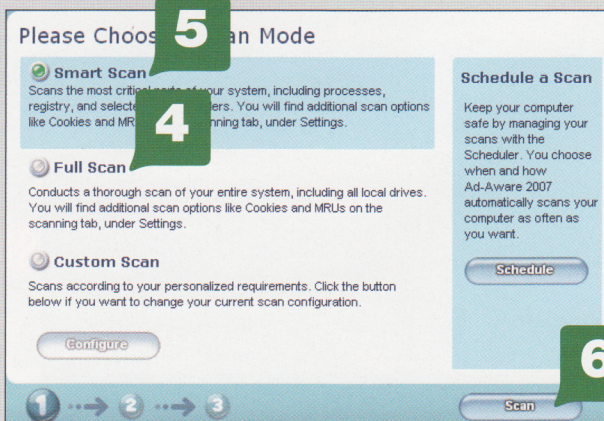 5
Please Choos an Mode
Smart Scan
Scans the most critical of your system, including processes,
registry, and selecte ers. You will find additional scan options
like Cookies and MR nning tab, under Settings.
4
Full Scan
Conducts a thorough scan of your entire system, including all local drives.
You will find additional scan options like Cookies and MRUs on the
scanning tab, under Settings.
Custom Scan
Scans according to your personalized requirements. Click the button
below if you want to change your current scan configuration.
Configure
Schedule a Scan
Keep your computer
safe by managing your
scans with the
Scheduler. You choose
when and how
Ad-Aware 2007
automatically scans your
computer as often as
you want.
Schedule
6
1 2 3
Scan